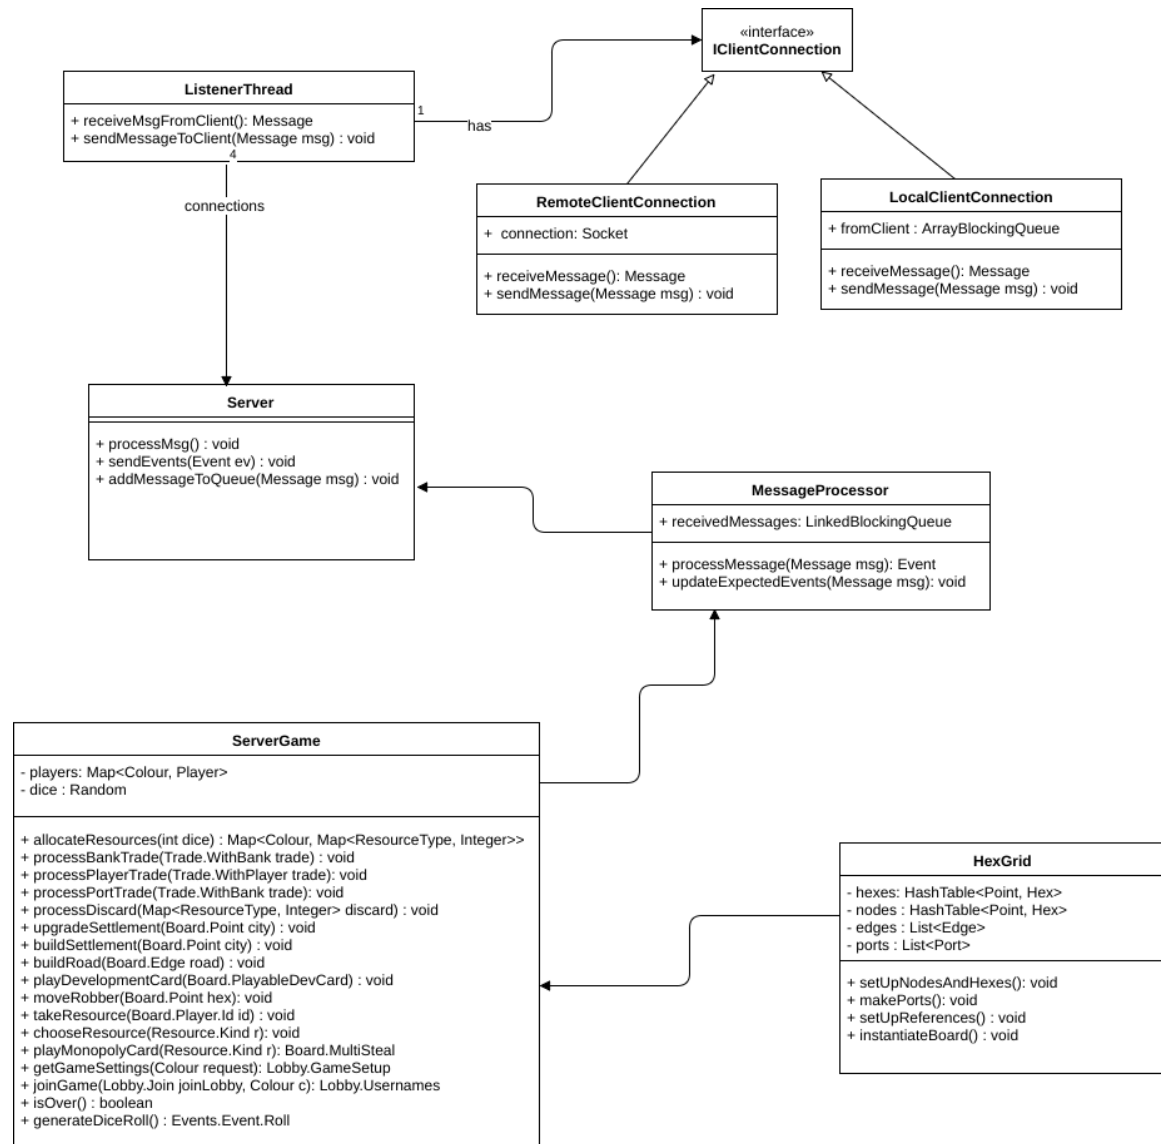 «interface»
IClientConnection
ListenerThread
+ receiveMsgFromClient(): Message
+ sendMessageToClient(Message msg) : void
1
has
4
connections
RemoteClientConnection
+ connection: Socket
+ receiveMessage(): Message
+ sendMessage(Message msg) : void
LocalClientConnection
+ fromClient : ArrayBlockingQueue
+ receiveMessage(): Message
+ sendMessage(Message msg) : void
Server
+ processMsg() : void
+ sendEvents(Event ev) : void
+ addMessageToQueue(Message msg) : void
MessageProcessor
+ receivedMessages: LinkedBlockingQueue
+ processMessage(Message msg): Event
+ updateExpectedEvents(Message msg): void
ServerGame
- players: Map<Colour, Player>
- dice : Random
+ allocateResources(int dice) : Map<Colour, Map<ResourceType, Integer>>
+ processBankTrade(Trade.WithBank trade) : void
+ processPlayerTrade(Trade.WithPlayer trade): void
+ processPortTrade(Trade.WithBank trade): void
+ processDiscard(Map<ResourceType, Integer> discard) : void
+ upgradeSettlement(Board.Point city) : void
+ buildSettlement(Board.Point city) : void
+ buildRoad(Board.Edge road) : void
+ playDevelopmentCard(Board.PlayableDevCard) : void
+ moveRobber(Board.Point hex): void
+ takeResource(Board.Player.Id id) : void
+ chooseResource(Resource.Kind r): void
+ playMonopolyCard(Resource.Kind r): Board.MultiSteal
+ getGameSettings(Colour request): Lobby.GameSetup
+ joinGame(Lobby.Join joinLobby, Colour c): Lobby.Usernames
+ isOver() : boolean
+ generateDiceRoll() : Events.Event.Roll
HexGrid
- hexes: HashTable<Point, Hex>
- nodes : HashTable<Point, Hex>
- edges : List<Edge>
- ports : List<Port>
+ setUpNodesAndHexes(): void
+ makePorts(): void
+ setUpReferences() : void
+ instantiateBoard() : void